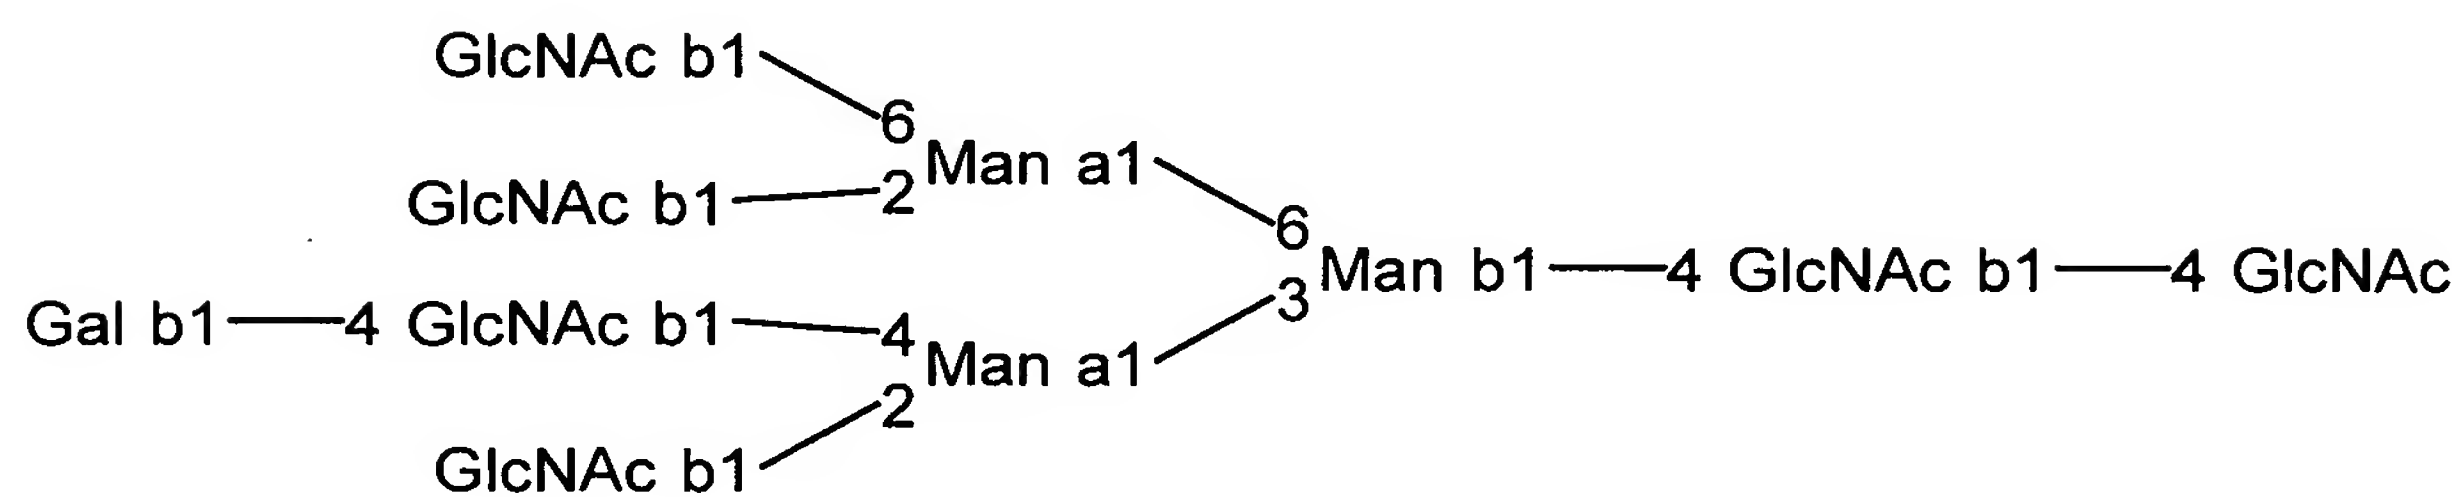 GlcNAc b1
6
Man a1
GlcNAc b1 2
6
Man b1 4 GlcNAc b1 4 GlcNAc
3
Gal b1 4 GlcNAc b1 4
Man a1
2
GlcNAc b1